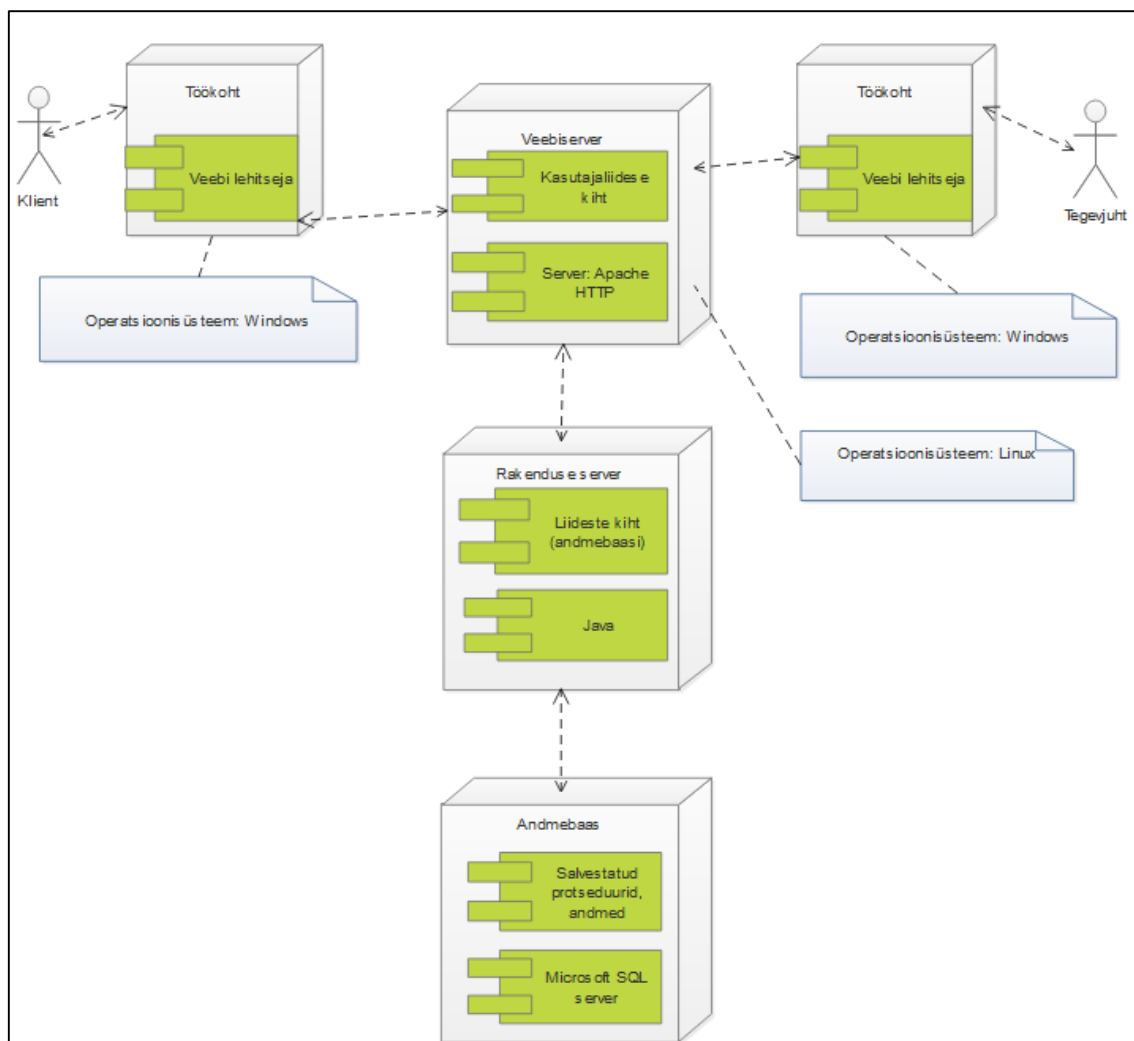 Töökoht
Veebi lehitseja
Klient
Operatsioonisüsteem: Windows
Veebiserver
Kasutajaliidese
kiht
Server: Apache
HTTP
Töökoht
Veebi lehitseja
Tegevjuht
Operatsioonisüsteem: Windows
Operatsioonisüsteem: Linux
Rakenduse server
Liideste kiht
(andmebaasi)
Java
Andmebaas
Salvestatud
protseduurid,
andmed
Microsoft SQL
server